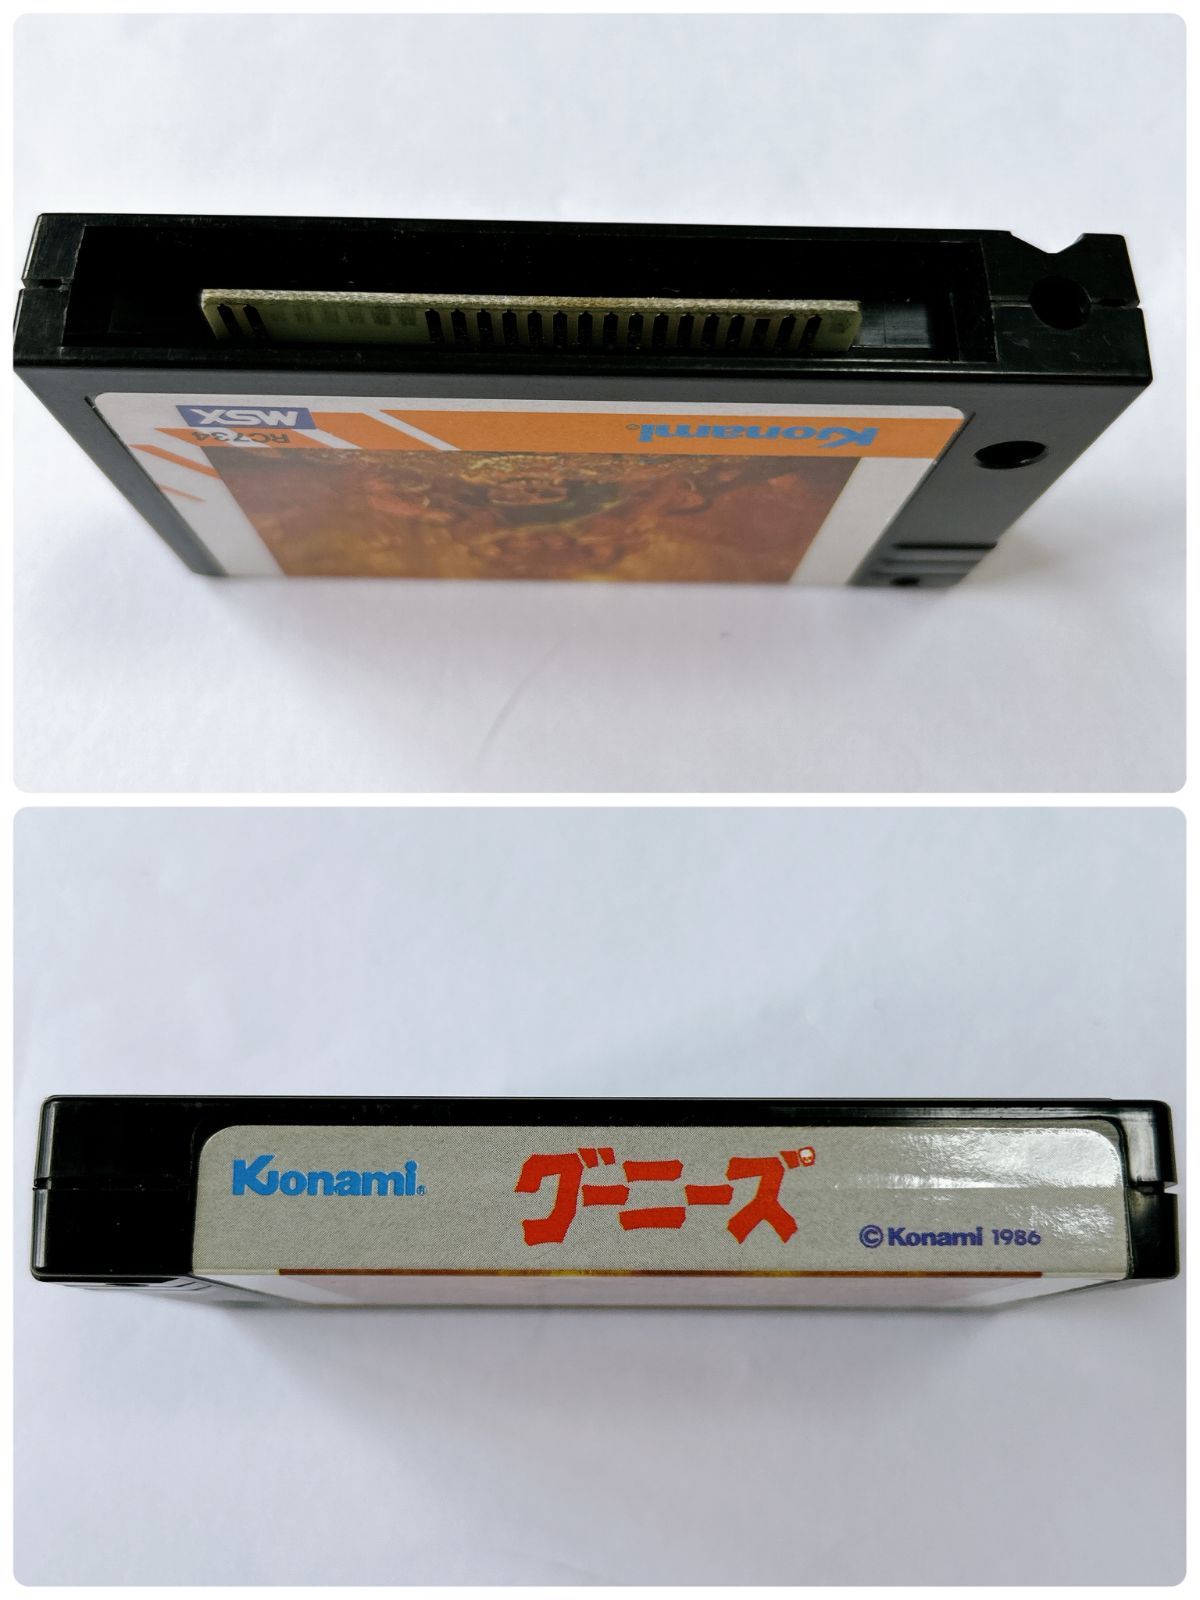 Konami®
MSX
RC734
Konami®
グーニーズ
©Konami 1986